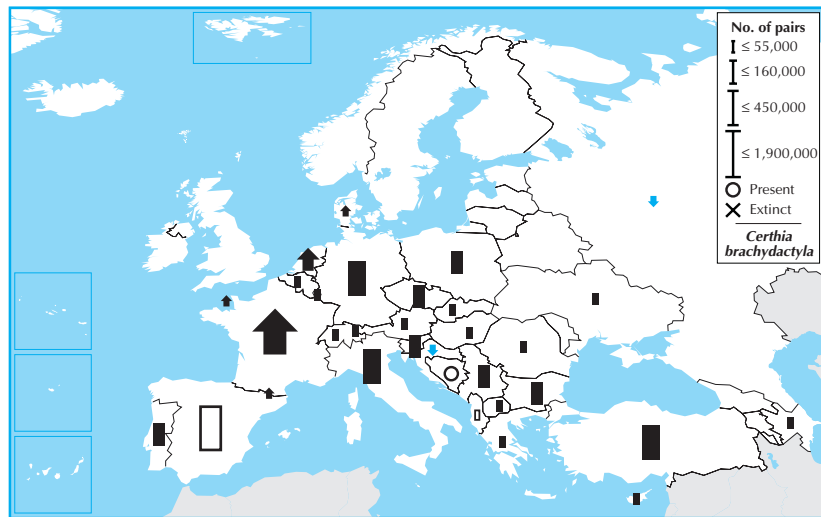 No. of pairs
≤ 55,000
≤ 160,000
≤ 450,000
≤ 1,900,000
Present
Extinct
Certhia
brachydactyla